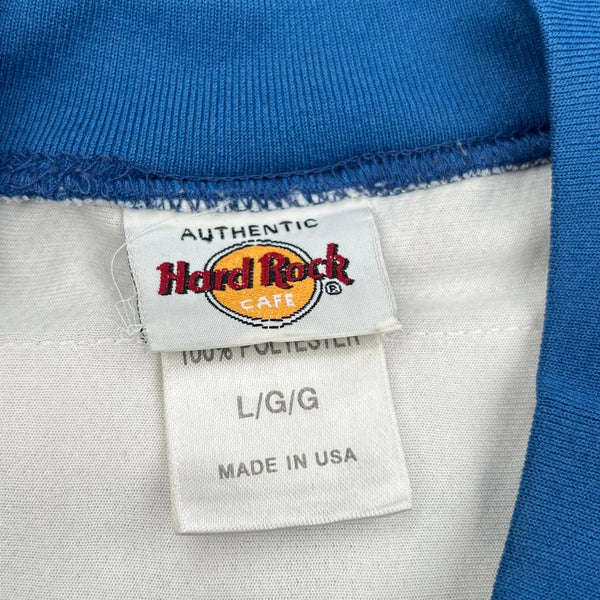 AUTHENTIC
Hard Rock
CAFE ®
100% POLYESTER
L/G/G
MADE IN USA